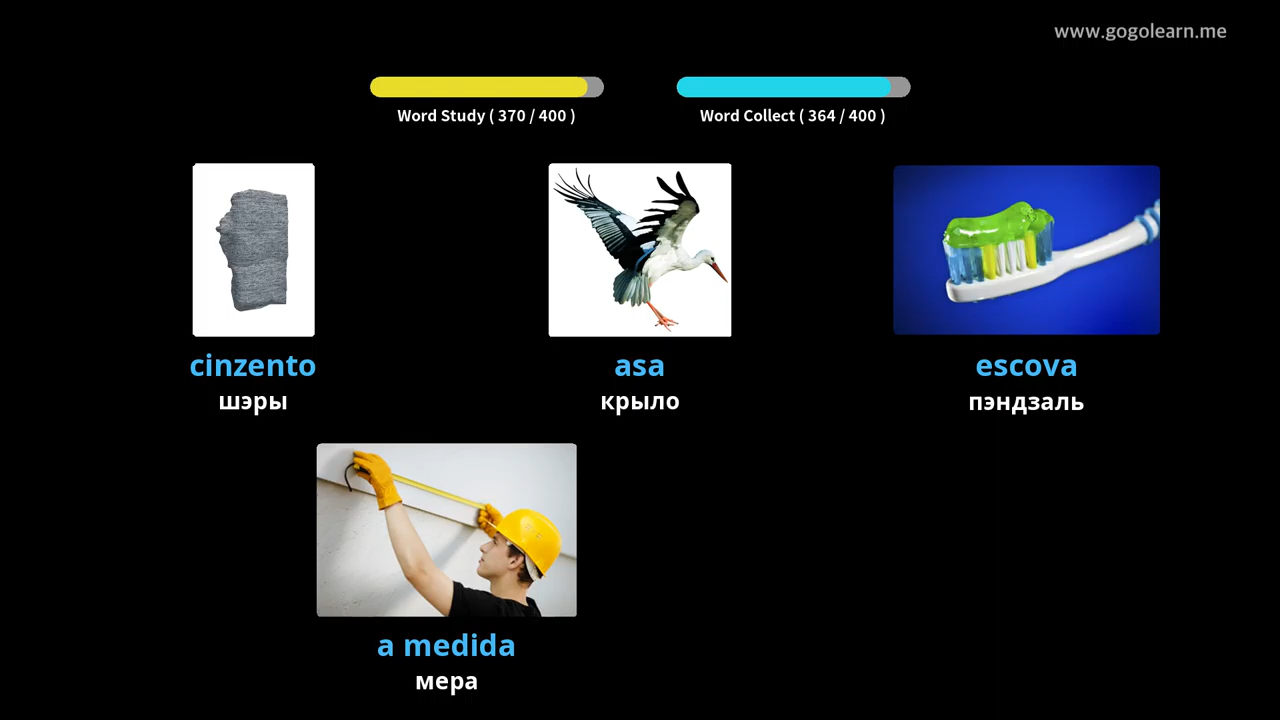 www.gogolearn.me
Word Study ( 370 / 400 )
Word Collect ( 364 / 400 )
cinzento
шэры
asa
крыло
escova
пэндзаль
a medida
мера